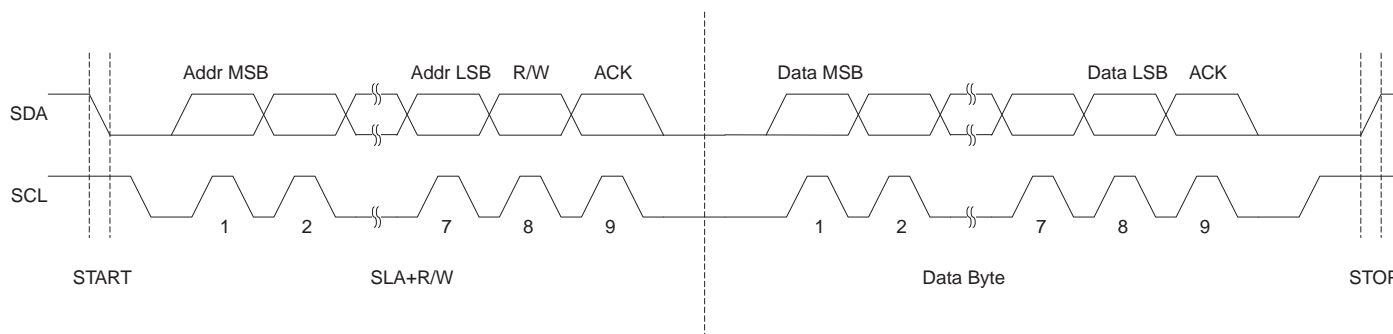 Addr MSB Addr LSB R/W ACK Data MSB Data LSB ACK
SDA
SCL
1 2 7 8 9 1 2 7 8 9
START SLA+R/W Data Byte STOP